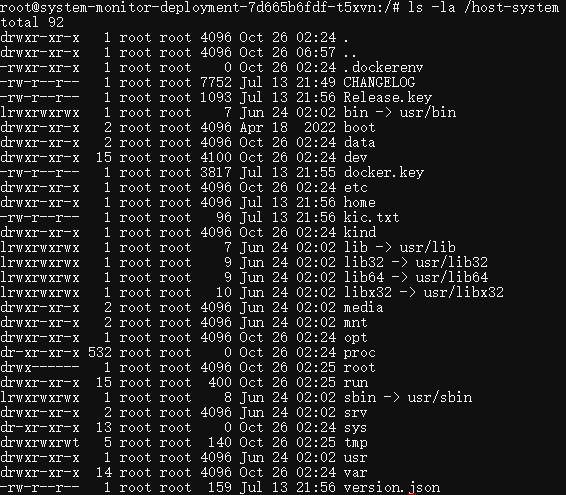 root@system-monitor-deployment-7d665b6fdf-t5xvn:/# ls -la /host-system
total 92
drwxr-xr-x   1 root root 4096 Oct 26 02:24 .
drwxr-xr-x   1 root root 4096 Oct 26 06:57 ..
-rwxr-xr-x   1 root root    0 Oct 26 02:24 .dockerenv
-rw-r--r--   1 root root 7752 Jul 13 21:49 CHANGELOG
-rw-r--r--   1 root root 1093 Jul 13 21:56 Release.key
lrwxrwxrwx   1 root root    7 Jun 24 02:02 bin -> usr/bin
drwxr-xr-x   2 root root 4096 Apr 18  2022 boot
drwxr-xr-x   2 root root 4096 Oct 26 02:24 data
drwxr-xr-x  15 root root 4100 Oct 26 02:24 dev
-rw-r--r--   1 root root 3817 Jul 13 21:55 docker.key
drwxr-xr-x   1 root root 4096 Oct 26 02:24 etc
drwxr-xr-x   1 root root 4096 Jul 13 21:56 home
-rw-r--r--   1 root root   96 Jul 13 21:56 kic.txt
drwxr-xr-x   1 root root 4096 Oct 26 02:24 kind
lrwxrwxrwx   1 root root    7 Jun 24 02:02 lib -> usr/lib
lrwxrwxrwx   1 root root    9 Jun 24 02:02 lib32 -> usr/lib32
lrwxrwxrwx   1 root root    9 Jun 24 02:02 lib64 -> usr/lib64
lrwxrwxrwx   1 root root   10 Jun 24 02:02 libx32 -> usr/libx32
drwxr-xr-x   2 root root 4096 Jun 24 02:02 media
drwxr-xr-x   2 root root 4096 Jun 24 02:02 mnt
drwxr-xr-x   1 root root 4096 Oct 26 02:24 opt
dr-xr-xr-x 532 root root    0 Oct 26 02:24 proc
drwx------   1 root root 4096 Oct 26 02:25 root
drwxr-xr-x  15 root root  400 Oct 26 02:25 run
lrwxrwxrwx   1 root root    8 Jun 24 02:02 sbin -> usr/sbin
drwxr-xr-x   2 root root 4096 Jun 24 02:02 srv
dr-xr-xr-x  13 root root    0 Oct 26 02:24 sys
drwxrwxrwt   5 root root  140 Oct 26 02:25 tmp
drwxr-xr-x   1 root root 4096 Jun 24 02:02 usr
drwxr-xr-x  14 root root 4096 Oct 26 02:24 var
-rw-r--r--   1 root root  159 Jul 13 21:56 version.json